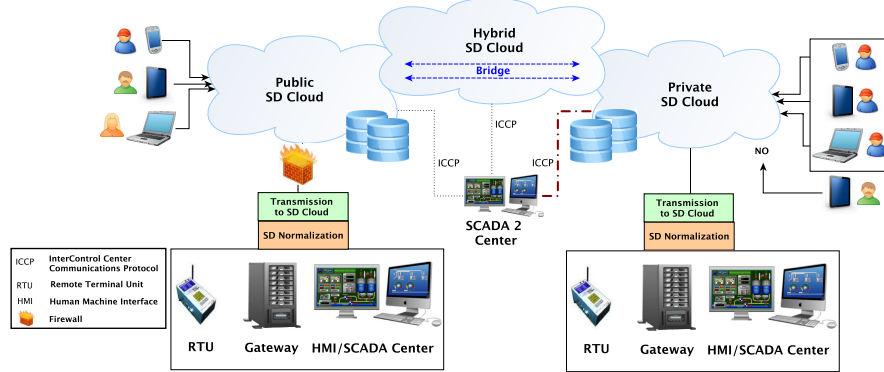 Hybrid
SD Cloud
Bridge
Public
SD Cloud
Private
SD Cloud
ICCP
ICCP
ICCP
NO
SCADA 2
Center
Transmission
to SD Cloud
SD Normalization
Transmission
to SD Cloud
SD Normalization
ICCP InterControl Center
Communications Protocol
RTU Remote Terminal Unit
HMI Human Machine Interface
Firewall
RTU Gateway HMI/SCADA Center
RTU Gateway HMI/SCADA Center